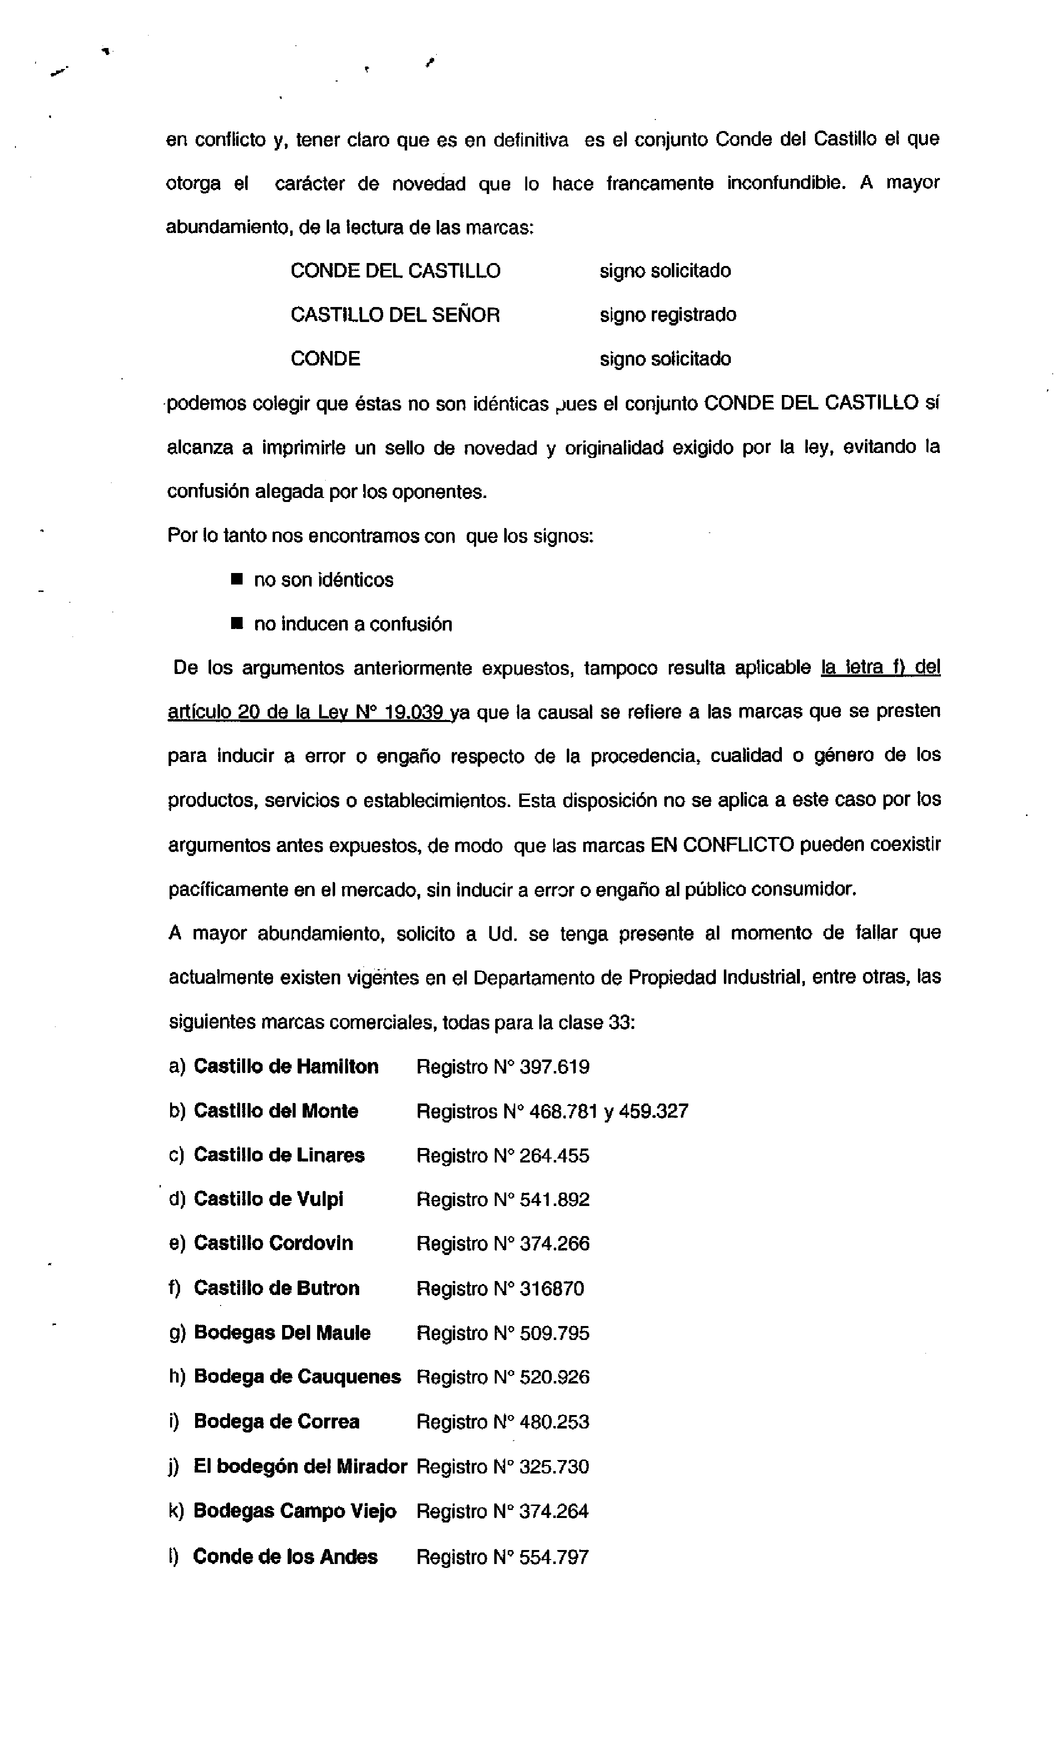 en conflicto y, tener claro que es en definitiva es el conjunto Conde del Castillo el que
otorga el carácter de novedad que lo hace francamente inconfundible. A mayor
abundamiento, de la lectura de las marcas:
CONDE DEL CASTILLO signo solicitado
CASTILLO DEL SEÑOR signo registrado
CONDE signo solicitado
podemos colegir que éstas no son idénticas pues el conjunto CONDE DEL CASTILLO sí
alcanza a imprimirle un sello de novedad y originalidad exigido por la ley, evitando la
confusión alegada por los oponentes.
Por lo tanto nos encontramos con que los signos:
■ no son idénticos
■ no inducen a confusión
De los argumentos anteriormente expuestos, tampoco resulta aplicable la letra f) del
artículo 20 de la Ley N° 19.039 ya que la causal se refiere a las marcas que se presten
para inducir a error o engaño respecto de la procedencia, cualidad o género de los
productos, servicios o establecimientos. Esta disposición no se aplica a este caso por los
argumentos antes expuestos, de modo que las marcas EN CONFLICTO pueden coexistir
pacíficamente en el mercado, sin inducir a error o engaño al público consumidor.
A mayor abundamiento, solicito a Ud. se tenga presente al momento de fallar que
actualmente existen vigentes en el Departamento de Propiedad Industrial, entre otras, las
siguientes marcas comerciales, todas para la clase 33:
a) Castillo de Hamilton Registro N° 397.619
b) Castillo del Monte Registros N° 468.781 y 459.327
c) Castillo de Linares Registro N° 264.455
d) Castillo de Vulpi Registro N° 541.892
e) Castillo Cordovin Registro N° 374.266
f) Castillo de Butron Registro N° 316870
g) Bodegas Del Maule Registro N° 509.795
h) Bodega de Cauquenes Registro N° 520.926
i) Bodega de Correa Registro N° 480.253
j) El bodegón del Mirador Registro N° 325.730
k) Bodegas Campo Viejo Registro N° 374.264
l) Conde de los Andes Registro N° 554.797